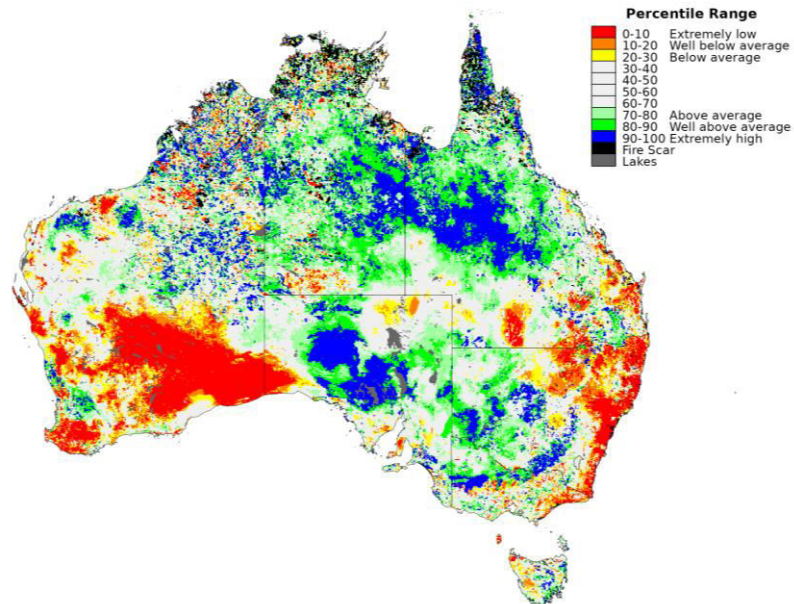 Percentile Range
0-10 Extremely low
10-20 Well below average
20-30 Below average
30-40
40-50
50-60
60-70
70-80 Above average
80-90 Well above average
90-100 Extremely high
Fire Scar
Lakes